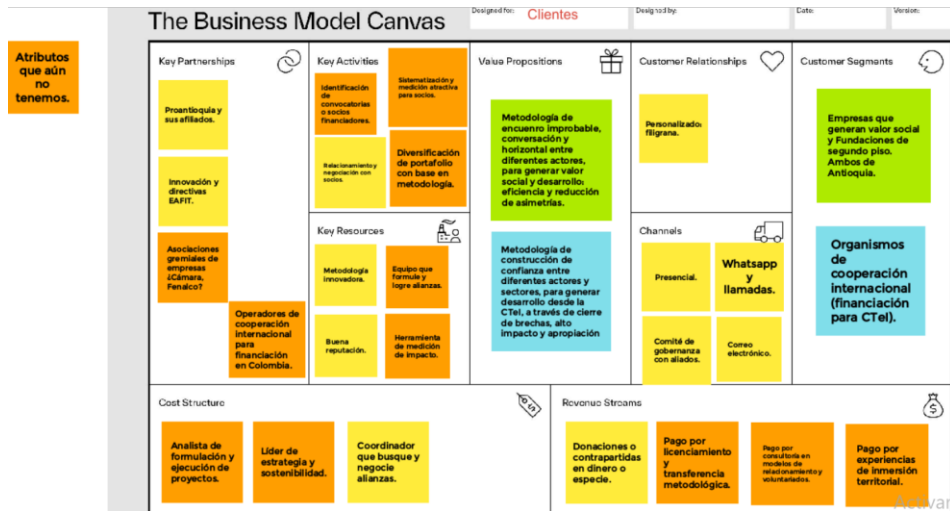 The Business Model Canvas
Designed for:
Clientes
Designed by:
Date:
Version:
Atributos
que aún
no
tenemos.
Key Partnerships
Proantioquia y
sus afiliados.
Innovación y
directivas
EAFIT.
Asociaciones
gremiales de
empresas
¿Cámara,
Fenalco?
Operadores de
cooperación
internacional
para
financiación
en Colombia.
Key Activities
Identificación
de
convocatorias
o socios
financiadores.
Sistematización y
medición atractiva
para socios.
Relacionamiento y
negociación con
socios.
Diversificación
de portafolio
con base en
metodología.
Key Resources
Metodología
innovadora.
Equipo que
formule y
logre alianzas.
Buena
reputación.
Herramienta
de medición
de impacto.
Value Propositions
Metodología de
encuenro improbable,
conversación y
horizontal entre
diferentes actores,
para generar valor
social y desarrollo:
eficiencia y reducción
de asimetrías.
Metodología de
construcción de
confianza entre
diferentes actores y
sectores, para generar
desarrollo desde la
CTeI, a través de cierre
de brechas, alto
impacto y apropiación
Customer Relationships
Personalizado:
filigrana.
Channels
Presencial.
Whatsapp
y
llamadas.
Comité de
gobernanza
con aliados.
Correo
electrónico.
Customer Segments
Empresas que
generan valor social
y Fundaciones de
segundo piso.
Ambos de
Antioquia.
Organismos
de
cooperación
internacional
(financiación
para CTeI).
Cost Structure
Analista de
formulación y
ejecución de
proyectos.
Líder de
estrategia y
sostenibilidad.
Coordinador
que busque y
negocie
alianzas.
Revenue Streams
Donaciones o
contrapartidas
en dinero o
especie.
Pago por
licenciamiento
y
transferencia
metodológica.
Pago por
consultoría en
modelos de
relacionamiento y
voluntariados.
Pago por
experiencias
de inmersión
territorial.
Activar